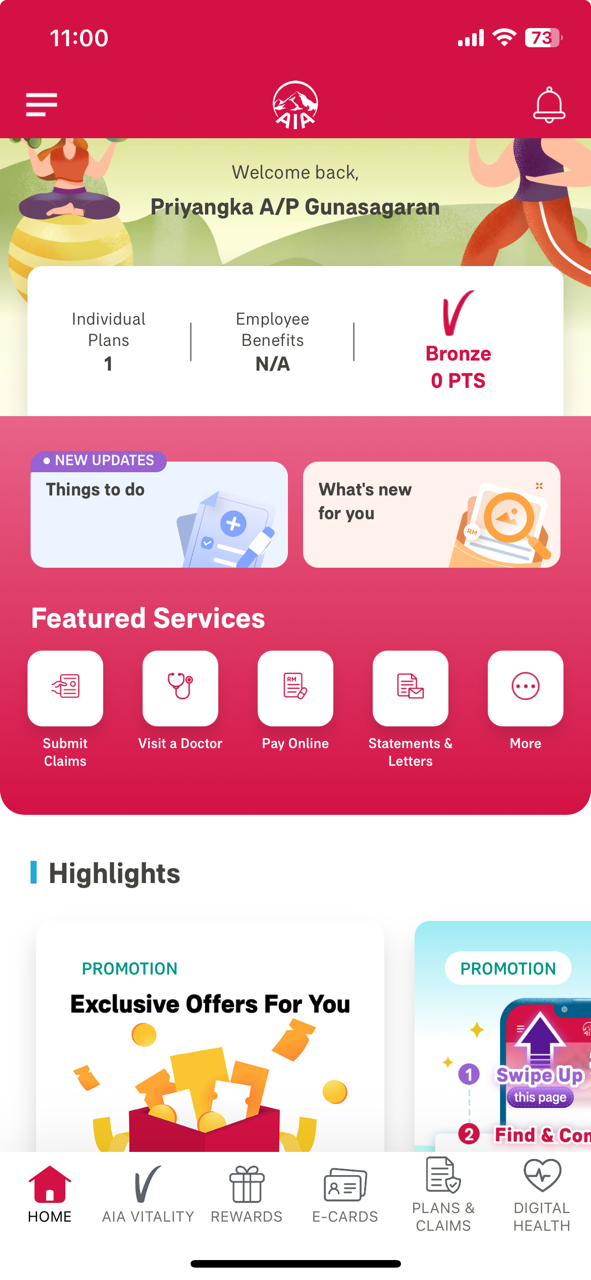 11:00
73
AIA
Welcome back,
Priyangka A/P Gunasagaran
Individual
Plans
1
Employee
Benefits
N/A
Bronze
0 PTS
NEW UPDATES
Things to do
What's new
for you
RM
Featured Services
RM
Submit
Claims
Visit a Doctor
Pay Online
Statements &
Letters
More
Highlights
PROMOTION
Exclusive Offers For You
PROMOTION
1
Swipe Up
this page
2
Find & Con
HOME
AIA VITALITY
REWARDS
E-CARDS
PLANS &
CLAIMS
DIGITAL
HEALTH